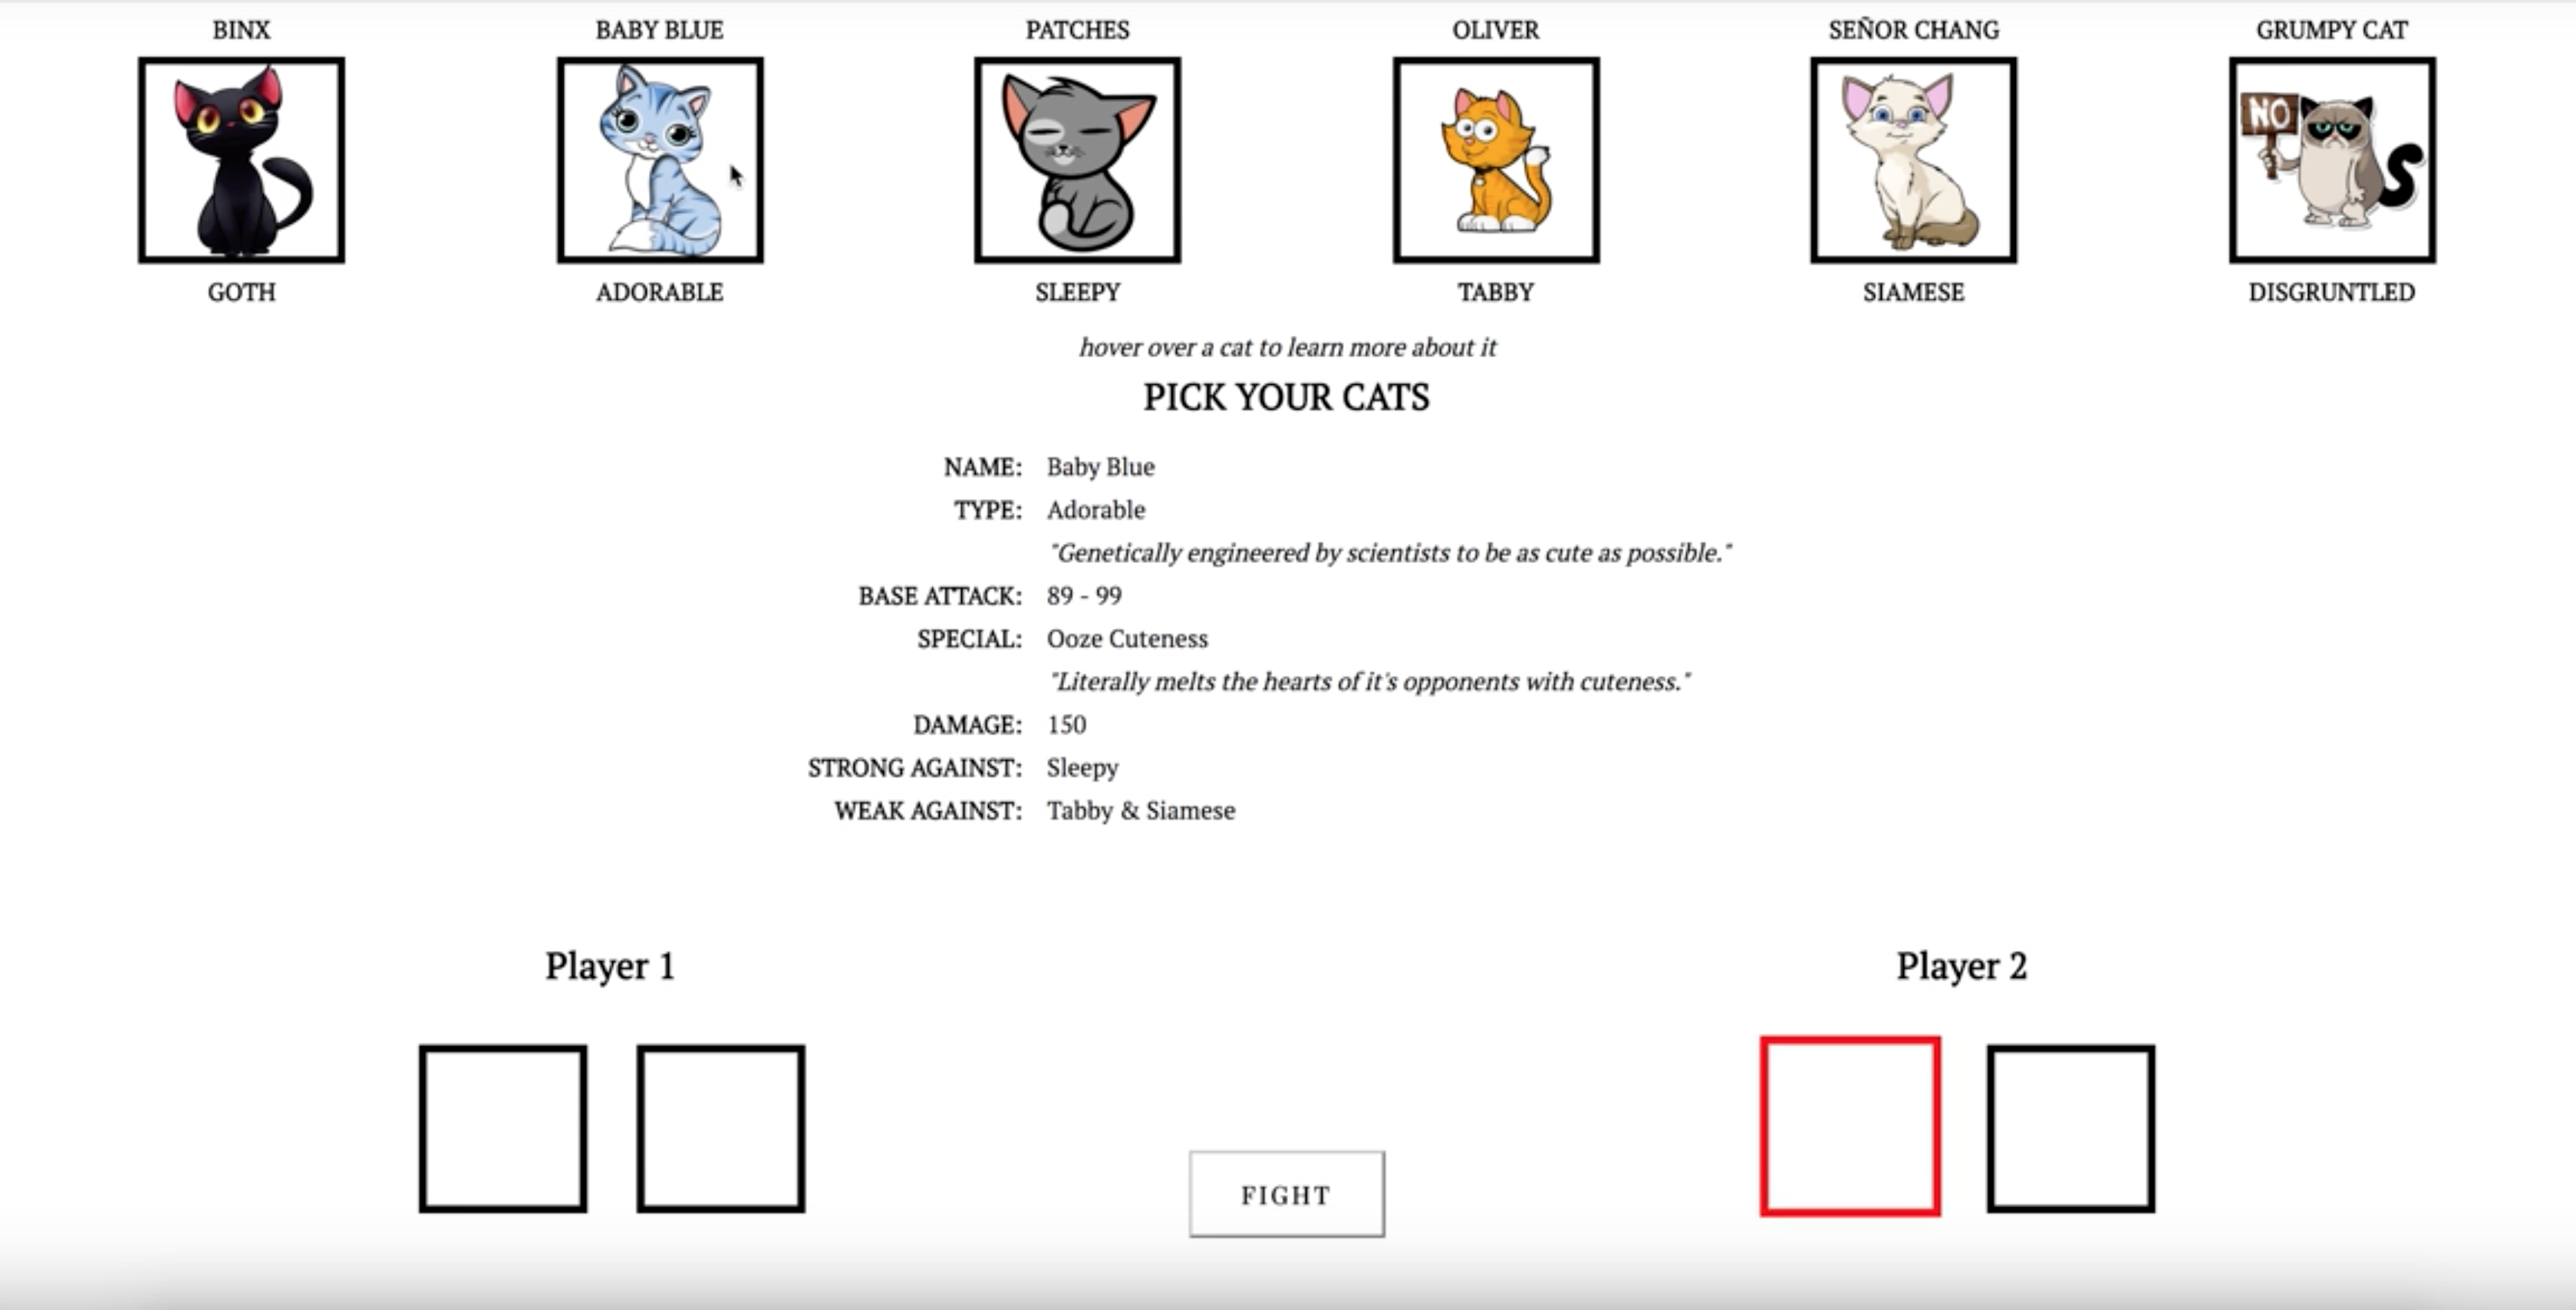 BINX BABY BLUE PATCHES OLIVER SEÑOR CHANG GRUMPY CAT
NO
GOTH ADORABLE SLEEPY TABBY SIAMESE DISGRUNTLED
hover over a cat to learn more about it
PICK YOUR CATS
NAME: Baby Blue
TYPE: Adorable
"Genetically engineered by scientists to be as cute as possible."
BASE ATTACK: 89 - 99
SPECIAL: Ooze Cuteness
"Literally melts the hearts of it's opponents with cuteness."
DAMAGE: 150
STRONG AGAINST: Sleepy
WEAK AGAINST: Tabby & Siamese
Player 1 Player 2
FIGHT